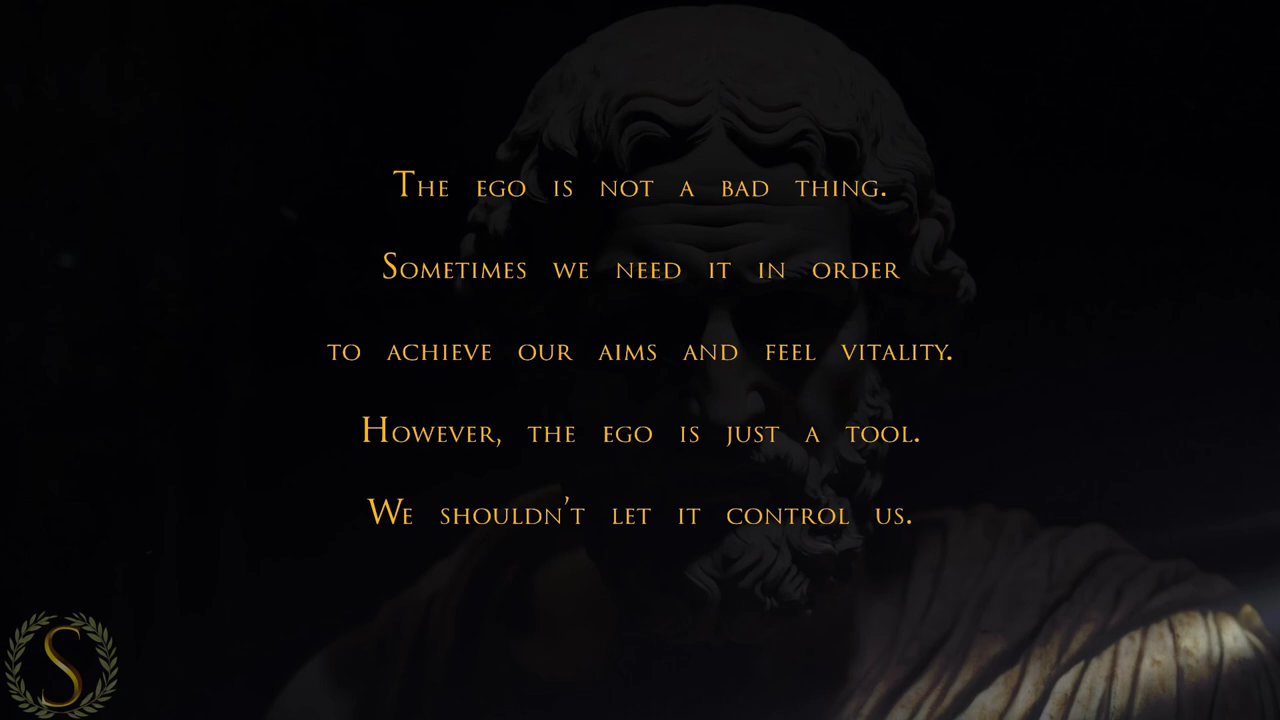 The ego is not a bad thing.
Sometimes we need it in order
to achieve our aims and feel vitality.
However, the ego is just a tool.
We shouldn't let it control us.
S